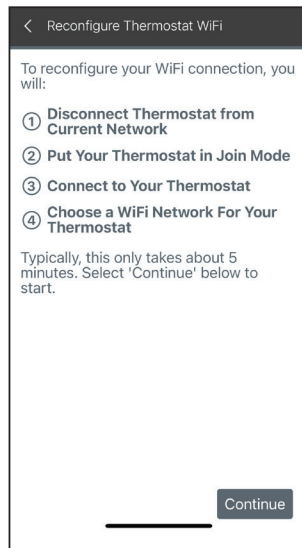 Reconfigure Thermostat WiFi
To reconfigure your WiFi connection, you
will:
1 Disconnect Thermostat from
Current Network
2 Put Your Thermostat in Join Mode
3 Connect to Your Thermostat
4 Choose a WiFi Network For Your
Thermostat
Typically, this only takes about 5
minutes. Select 'Continue' below to
start.
Continue